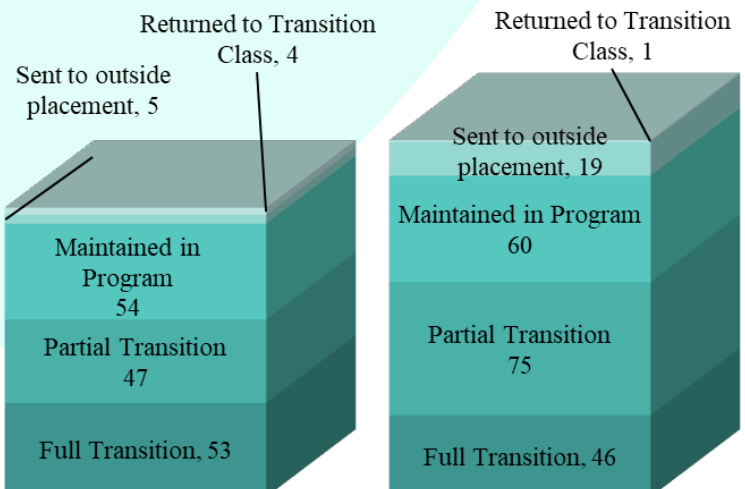 Returned to Transition
Class, 4
Sent to outside
placement, 5
Maintained in
Program
54
Partial Transition
47
Full Transition, 53
Returned to Transition
Class, 1
Sent to outside
placement, 19
Maintained in Program
60
Partial Transition
75
Full Transition, 46